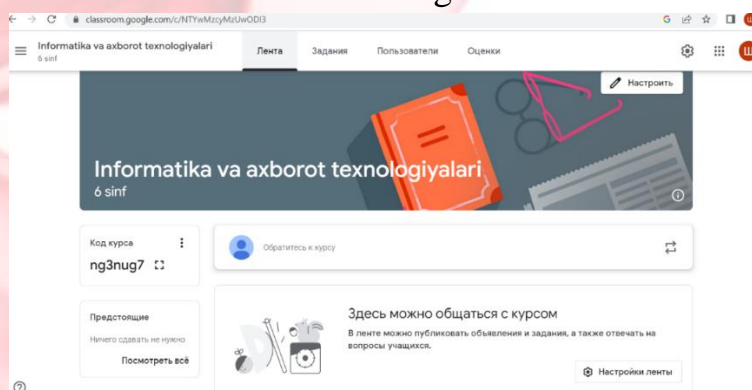 classroom.google.com/c/NTYwMzcyMzUwODI3
Informatika va axborot texnologiyalari
6 sinf
Лента Задания Пользователи Оценки
Настроить
Informatika va axborot texnologiyalari
6 sinf
Код курса
ng3nug7
Обратитесь к курсу
Предстоящие
Ничего сдавать не нужно
Посмотреть всё
Здесь можно общаться с курсом
В ленте можно публиковать объявления и задания, а также отвечать на
вопросы учащихся.
Настройки ленты